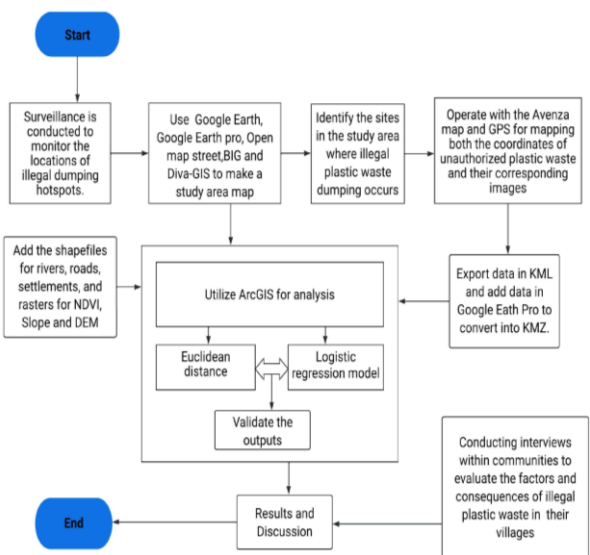 Start
Surveillance is
conducted to
monitor the
locations of
illegal dumping
hotspots.
Use Google Earth,
Google Earth pro, Open
map street,BIG and
Diva-GIS to make a
study area map
Identify the sites
in the study area
where illegal
plastic waste
dumping occurs
Operate with the Avenza
map and GPS for mapping
both the coordinates of
unauthorized plastic waste
and their corresponding
images
Add the shapefiles
for rivers, roads,
settlements, and
rasters for NDVI,
Slope and DEM
Utilize ArcGIS for analysis
Export data in KML
and add data in
Google Eath Pro to
convert into KMZ.
Euclidean
distance
Logistic
regression model
Validate the
outputs
Conducting interviews
within communities to
evaluate the factors and
consequences of illegal
plastic waste in their
villages
Results and
Discussion
End